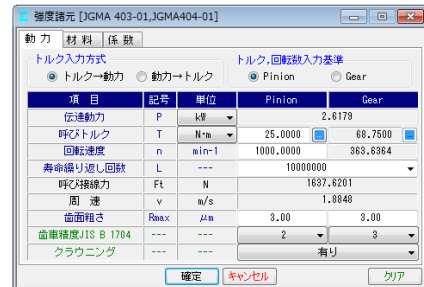 強度諸元 [JGMA 403-01,JGMA404-01]
動 力 材 料 係 数
トルク入力方式 トルク,回転数入力基準
トルク→動力 動力→トルク Pinion Gear
項 目 記号 単位 Pinion Gear
伝達動力 P kW 2.6179
呼びトルク T N・m 25.0000 68.7500
回転速度 n min-1 1000.0000 363.6364
寿命繰り返し回数 L --- 10000000
呼び接線力 Ft N 1637.6201
周 速 v m/s 1.8848
歯面粗さ Rmax μm 3.00 3.00
歯車精度JIS B 1704 --- --- 2 3
クラウニング --- --- 有り
確定 キャンセル クリア